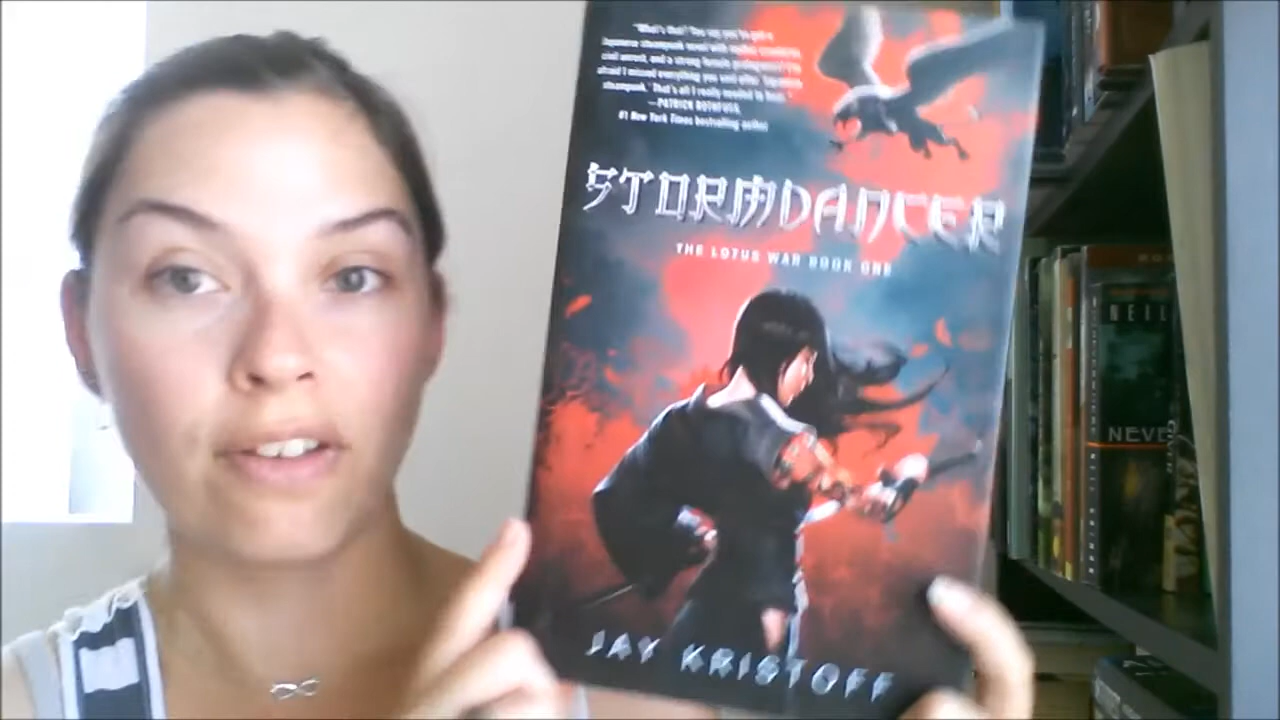 "What's that? You say you've got a
Japanese steampunk novel with mythic creatures,
civil unrest, and a strong female protagonist? I'm
afraid I missed everything you said after 'Japanese
steampunk.' That's all I really needed to hear."
—PATRICK ROTHFUSS,
#1 New York Times bestselling author
STORMDANCER
THE LOTUS WAR BOOK ONE
JAY KRISTOFF
NEIL
NEVE